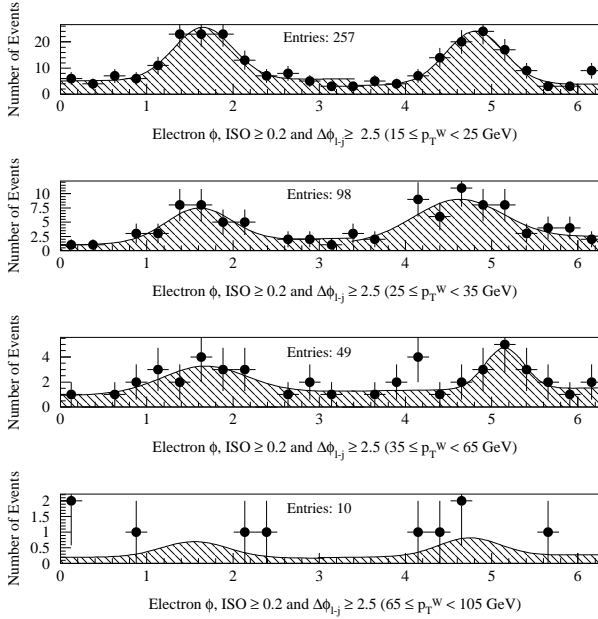 Number of Events
20
10
0
Entries: 257
0 1 2 3 4 5 6
Electron ϕ, ISO ≥ 0.2 and Δϕl-j ≥ 2.5 (15 ≤ pTW < 25 GeV)
Number of Events
10
7.5
5
2.5
0
Entries: 98
0 1 2 3 4 5 6
Electron ϕ, ISO ≥ 0.2 and Δϕl-j ≥ 2.5 (25 ≤ pTW < 35 GeV)
Number of Events
4
2
0
Entries: 49
0 1 2 3 4 5 6
Electron ϕ, ISO ≥ 0.2 and Δϕl-j ≥ 2.5 (35 ≤ pTW < 65 GeV)
Number of Events
2
1.5
1
0.5
0
Entries: 10
0 1 2 3 4 5 6
Electron ϕ, ISO ≥ 0.2 and Δϕl-j ≥ 2.5 (65 ≤ pTW < 105 GeV)